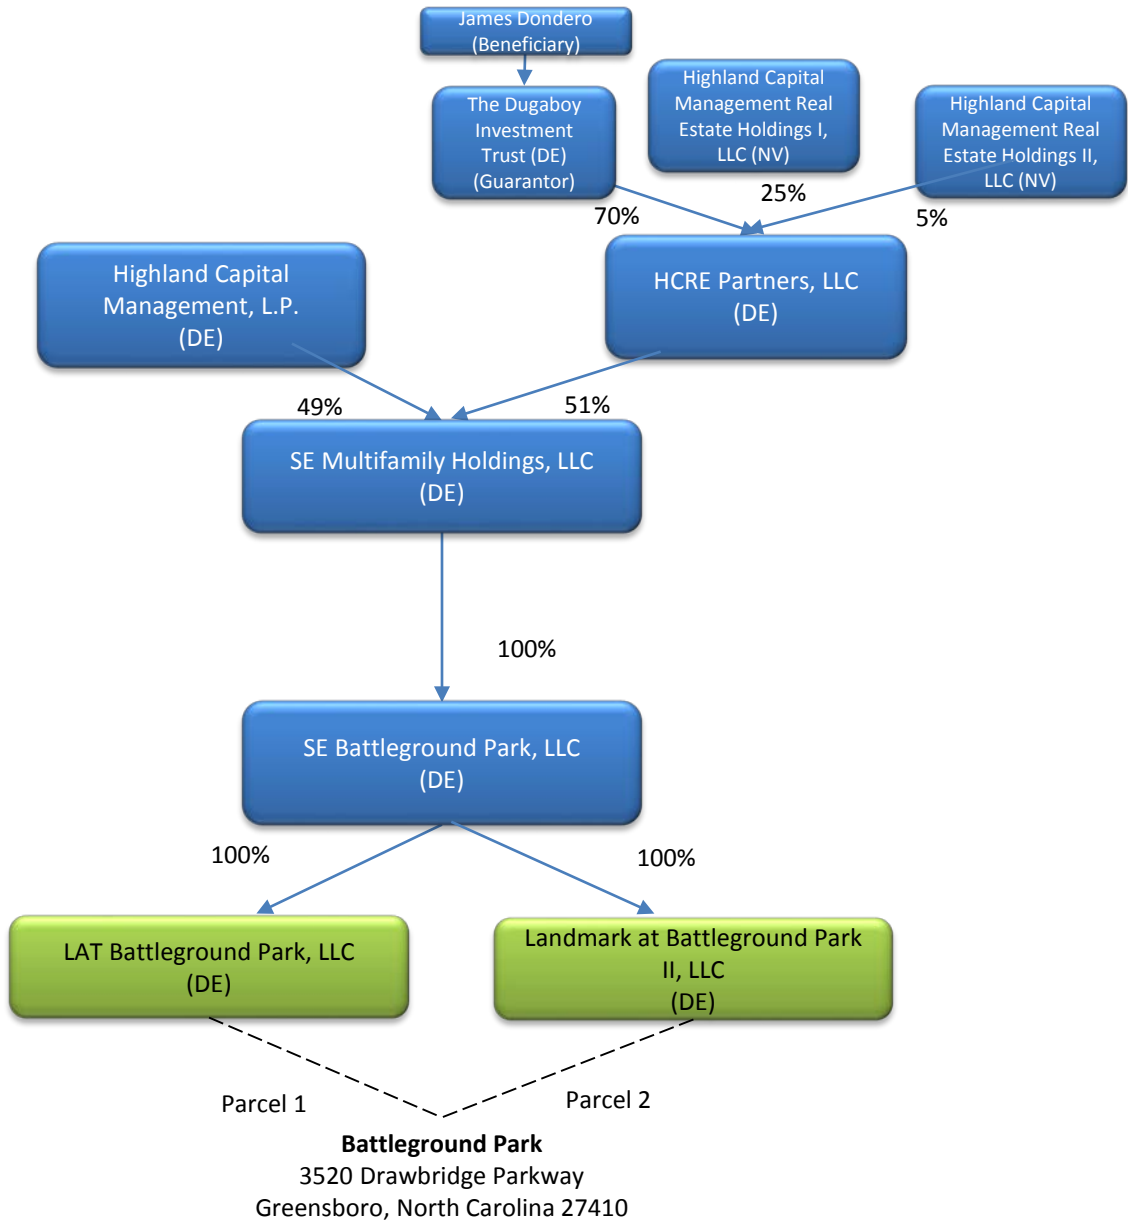 James Dondero
(Beneficiary)
The Dugaboy
Investment
Trust (DE)
(Guarantor)
Highland Capital
Management Real
Estate Holdings I,
LLC (NV)
Highland Capital
Management Real
Estate Holdings II,
LLC (NV)
70%
25%
5%
Highland Capital
Management, L.P.
(DE)
HCRE Partners, LLC
(DE)
49%
51%
SE Multifamily Holdings, LLC
(DE)
100%
SE Battleground Park, LLC
(DE)
100%
100%
LAT Battleground Park, LLC
(DE)
Landmark at Battleground Park
II, LLC
(DE)
Parcel 1
Parcel 2
Battleground Park
3520 Drawbridge Parkway
Greensboro, North Carolina 27410